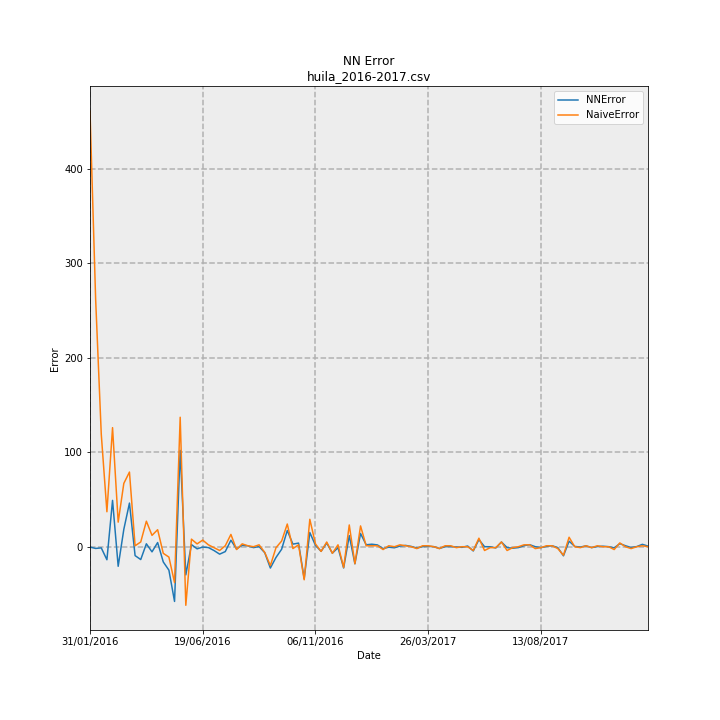 NN Error
huila_2016-2017.csv
NNError
NaiveError
400
300
200
100
0
Error
31/01/2016 19/06/2016 06/11/2016 26/03/2017 13/08/2017
Date